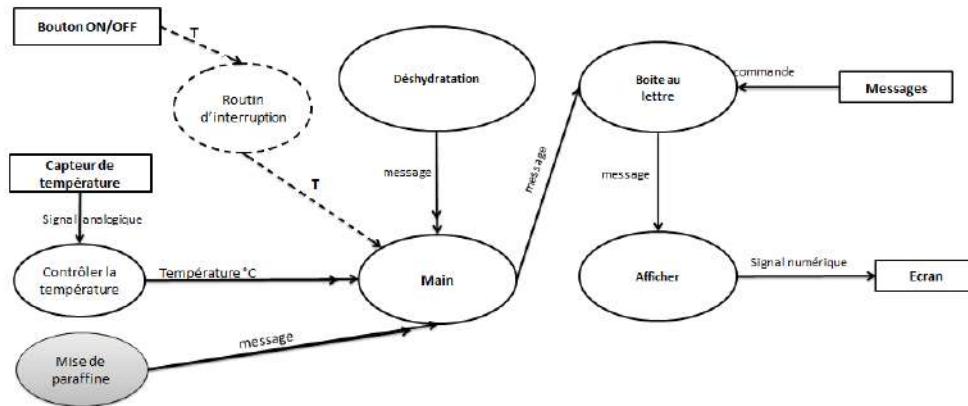 Bouton ON/OFF
T
Routin
d'interruption
T
Déshydratation
message
Boite au
lettre
commande
Messages
message
message
Capteur de
température
Signal analogique
Contrôler la
température
Température °C
Main
Afficher
Signal numérique
Ecran
message
Mise de
paraffine